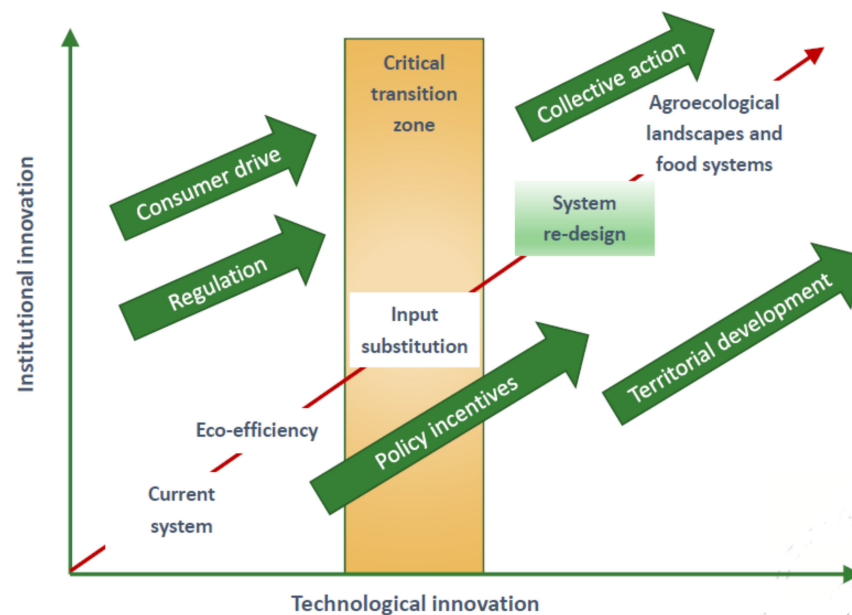 Critical
transition
zone
Collective action
Agroecological
landscapes and
food systems
Consumer drive
System
re-design
Regulation
Institutional innovation
Input
substitution
Territorial development
Policy incentives
Eco-efficiency
Current
system
Technological innovation